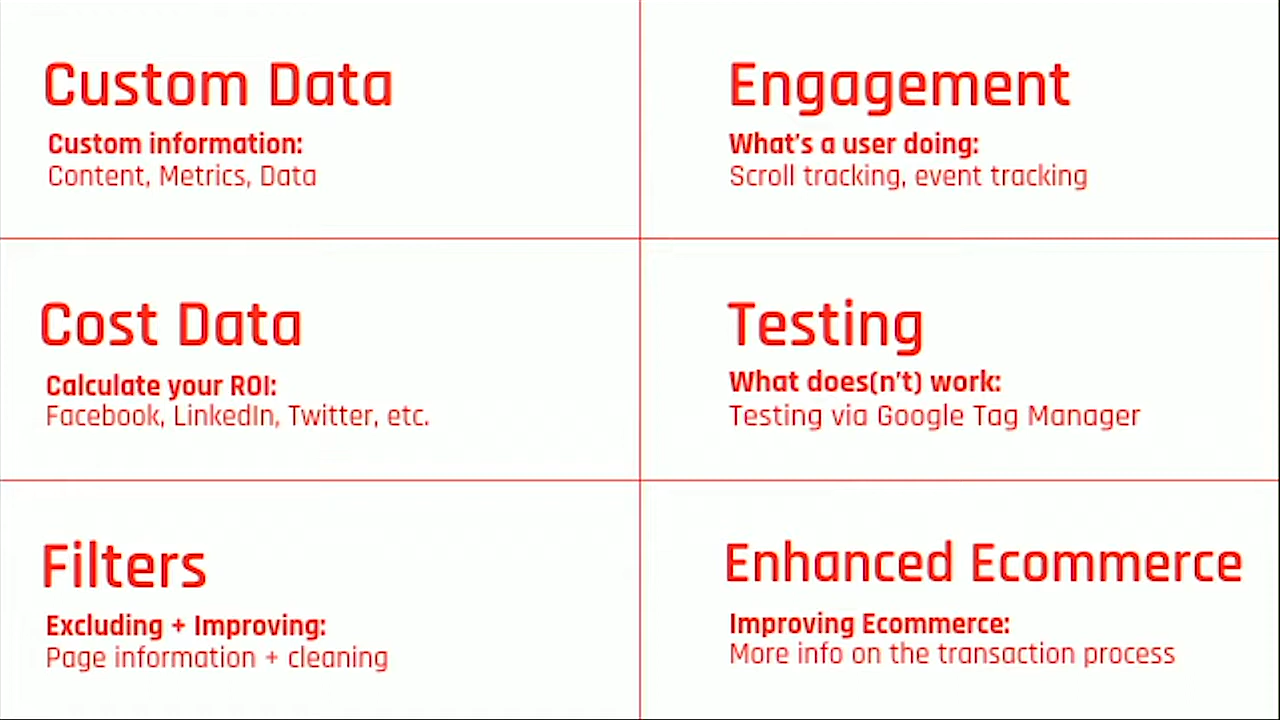 Custom Data
Custom information:
Content, Metrics, Data
Engagement
What's a user doing:
Scroll tracking, event tracking
Cost Data
Calculate your ROI:
Facebook, LinkedIn, Twitter, etc.
Testing
What does(n't) work:
Testing via Google Tag Manager
Filters
Excluding + Improving:
Page information + cleaning
Enhanced Ecommerce
Improving Ecommerce:
More info on the transaction process